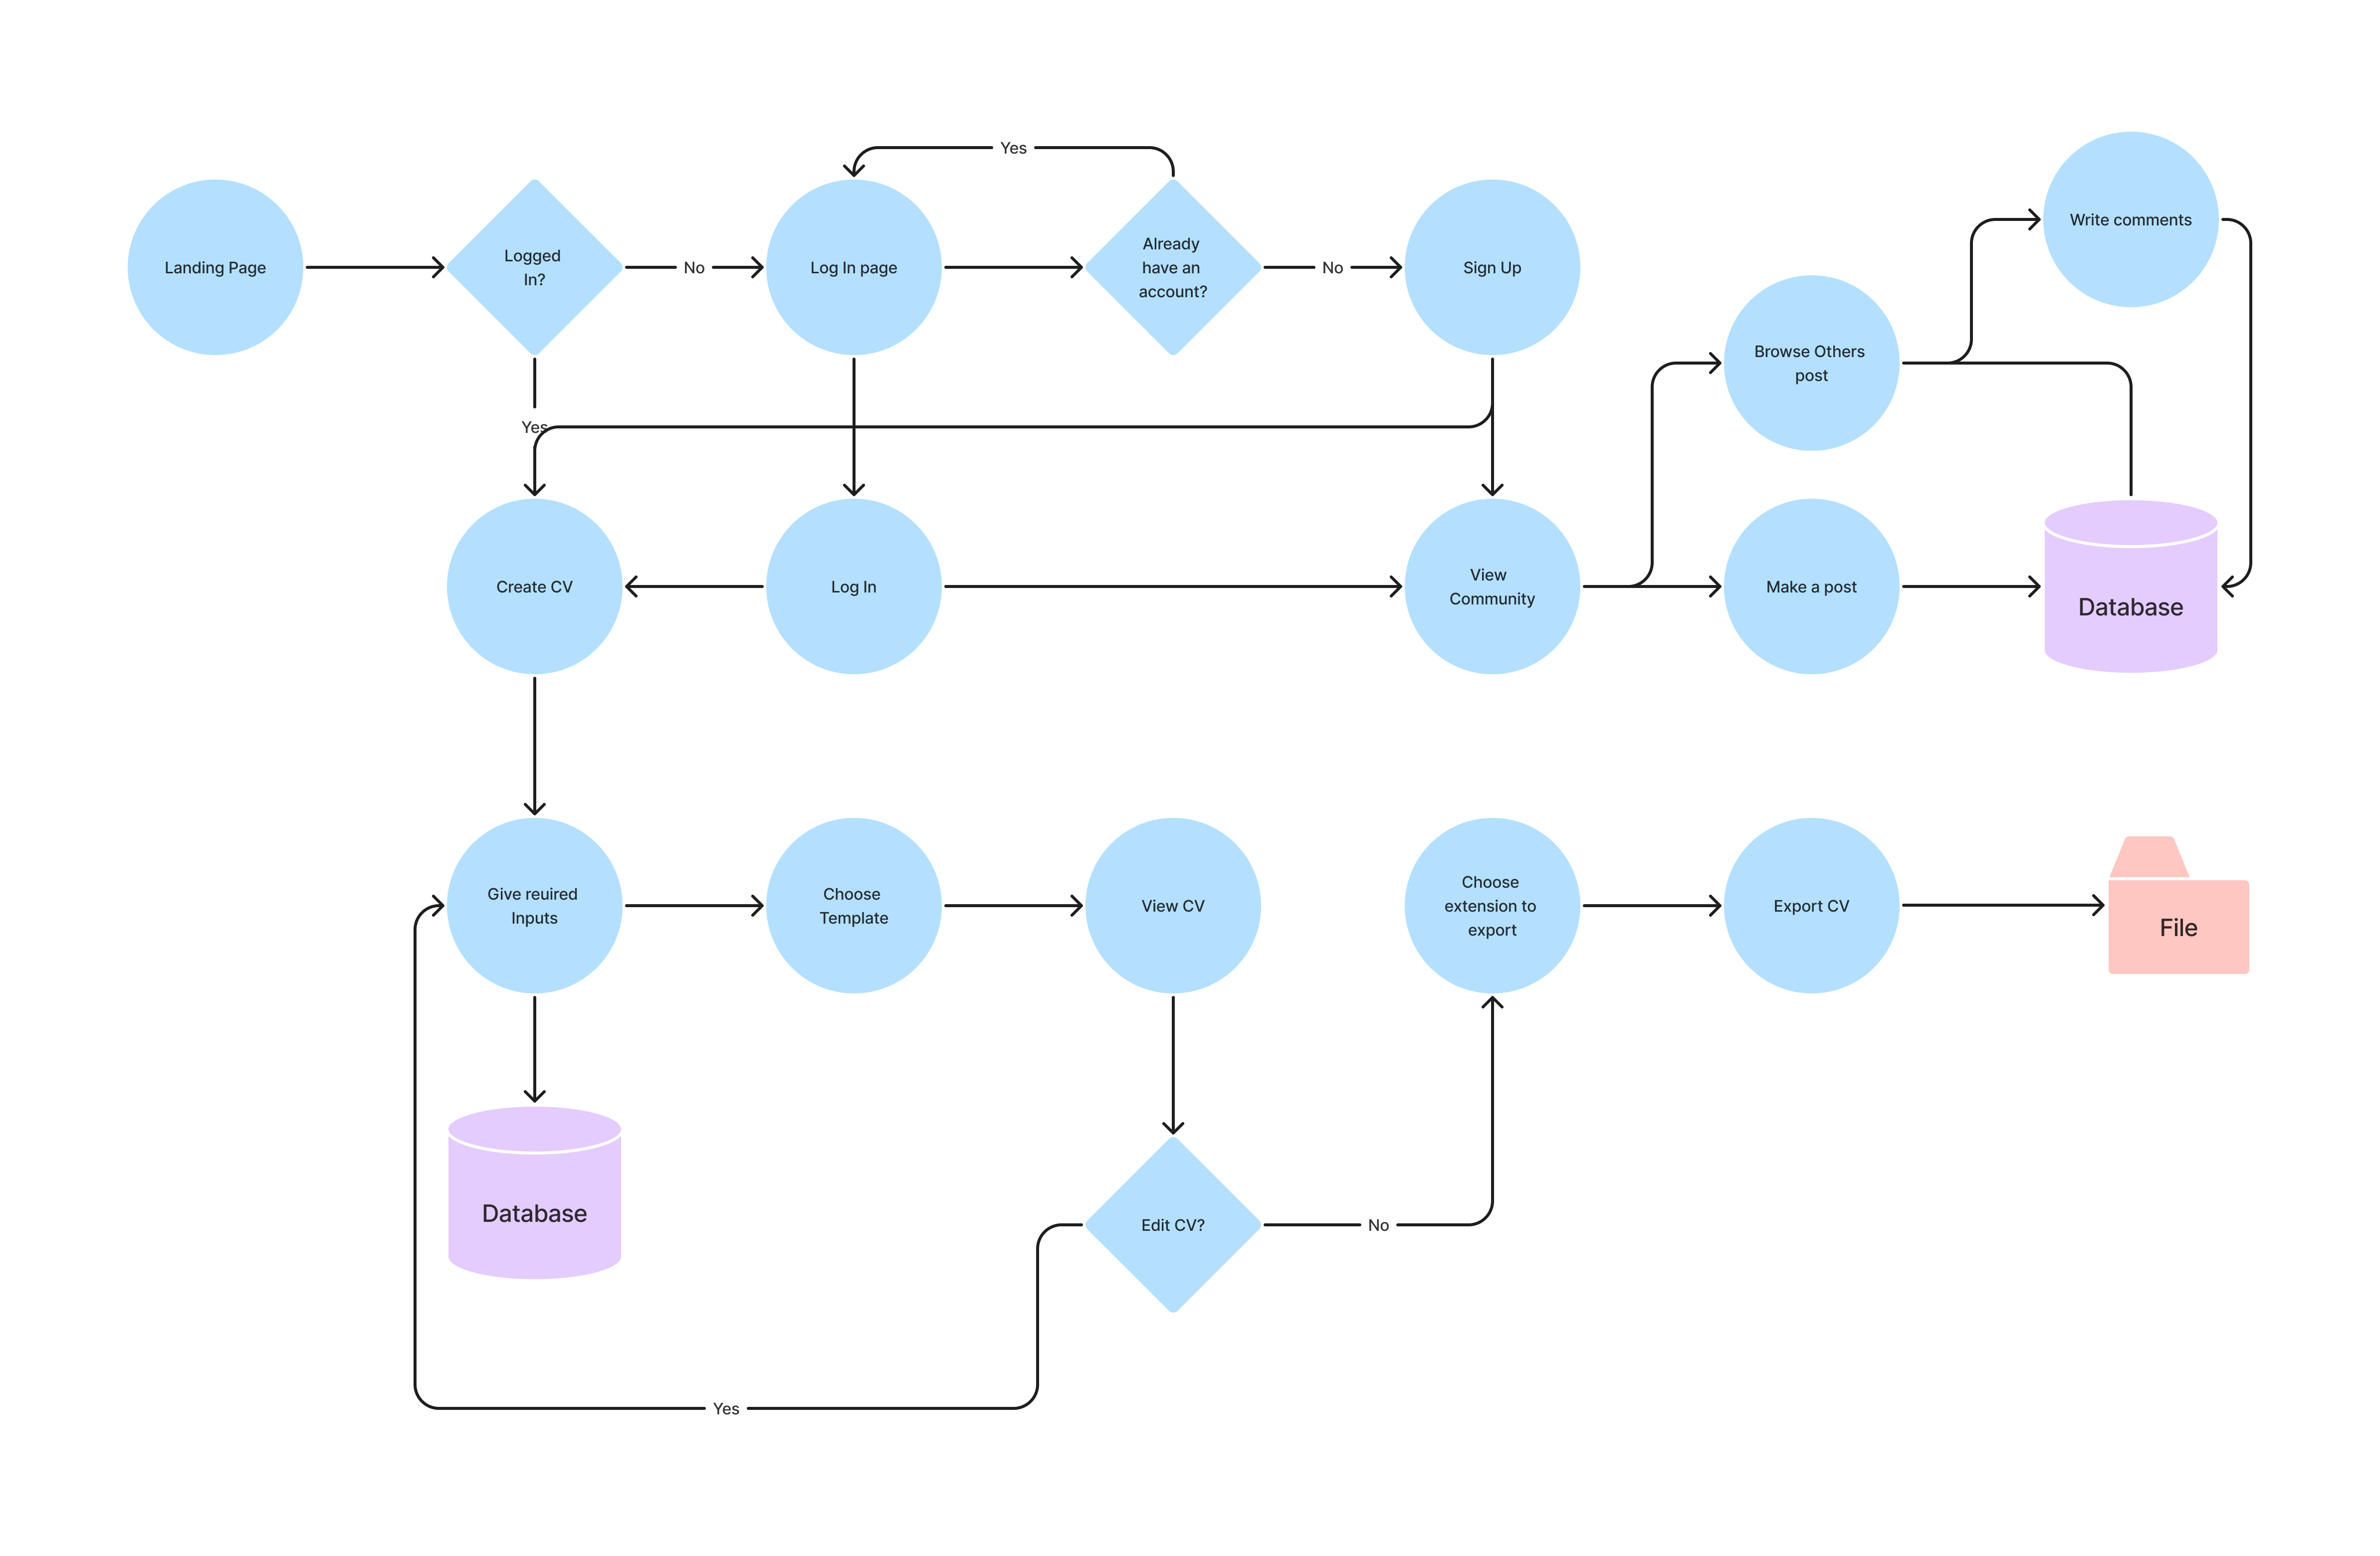 Yes
Landing Page
Logged
In?
No
Log In page
Already
have an
account?
No
Sign Up
Write comments
Browse Others
post
Yes
Create CV
Log In
View
Community
Make a post
Database
Give reuired
Inputs
Choose
Template
View CV
Choose
extension to
export
Export CV
File
Database
Edit CV?
No
Yes